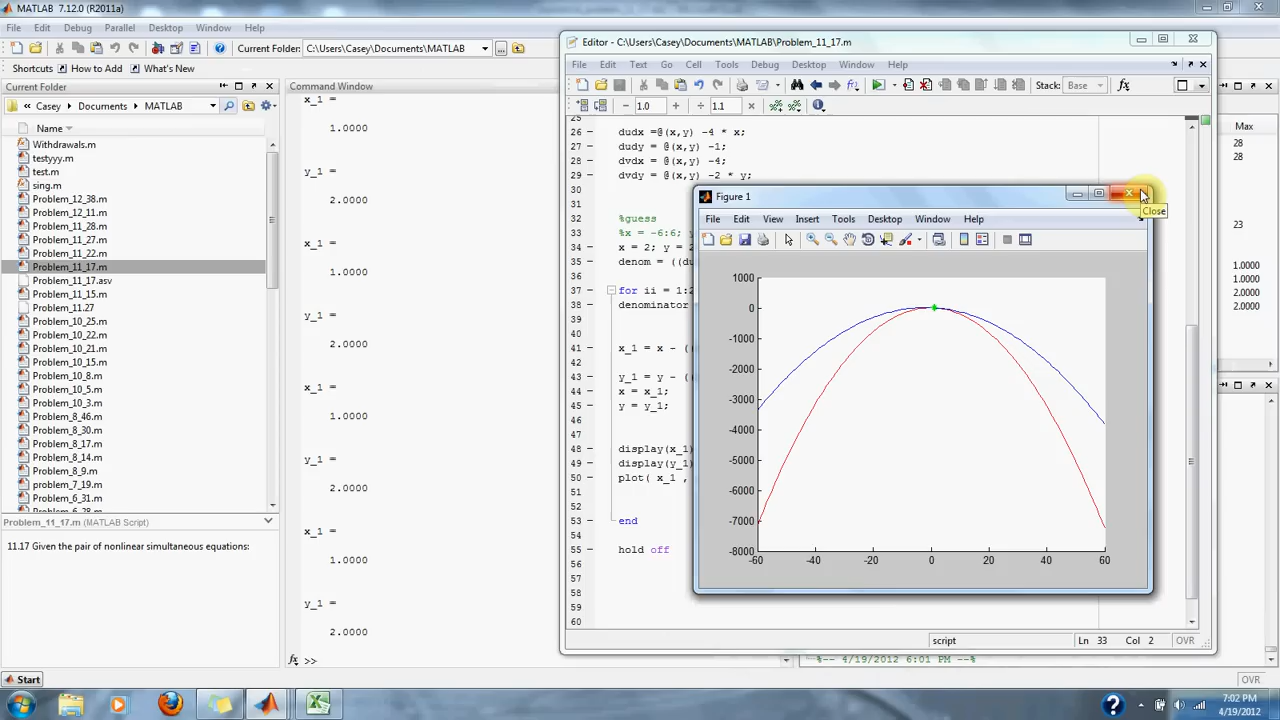 MATLAB 7.12.0 (R2011a)
File Edit Debug Parallel Desktop Window Help
Current Folder: C:\Users\Casey\Documents\MATLAB
Shortcuts How to Add What's New
Current Folder
Casey Documents MATLAB
Name
Withdrawals.m
testyyy.m
test.m
sing.m
Problem_12_38.m
Problem_12_11.m
Problem_11_28.m
Problem_11_27.m
Problem_11_22.m
Problem_11_17.m
Problem_11_17.asv
Problem_11_15.m
Problem_11.27
Problem_10_25.m
Problem_10_22.m
Problem_10_21.m
Problem_10_15.m
Problem_10_8.m
Problem_10_5.m
Problem_10_3.m
Problem_8_46.m
Problem_8_30.m
Problem_8_17.m
Problem_8_14.m
Problem_8_9.m
problem_7_19.m
Problem_6_31.m
Problem_11_17.m (MATLAB Script)
11.17 Given the pair of nonlinear simultaneous equations:
Command Window
x_1 =
1.0000
y_1 =
2.0000
x_1 =
1.0000
y_1 =
2.0000
x_1 =
1.0000
y_1 =
2.0000
x_1 =
1.0000
y_1 =
2.0000
fx >>
Editor - C:\Users\Casey\Documents\MATLAB\Problem_11_17.m
File Edit Text Go Cell Tools Debug Desktop Window Help
Stack: Base fx
− 1.0 + ÷ 1.1 ×
25
26 – dudx =@(x,y) -4 * x;
27 – dudy = @(x,y) -1;
28 – dvdx = @(x,y) -4;
29 – dvdy = @(x,y) -2 * y;
30
31
32 %guess
33 %x = -6:6; y
34 – x = 2; y = 2
35 – denom = ((du
36
37 – for ii = 1:2
38 – denominator
39
40
41 – x_1 = x - ((
42
43 – y_1 = y - ((
44 – x = x_1;
45 – y = y_1;
46
47
48 – display(x_1)
49 – display(y_1)
50 – plot( x_1 ,
51
52
53 – end
54
55 – hold off
56
57
58
59
60
script Ln 33 Col 2 OVR
Figure 1
Close
File Edit View Insert Tools Desktop Window Help
1000
0
-1000
-2000
-3000
-4000
-5000
-6000
-7000
-8000
-60 -40 -20 0 20 40 60
Max
28
28
23
1.0000
1.0000
2.0000
2.0000
%-- 4/19/2012 6:01 PM --%
Start
OVR
7:02 PM
4/19/2012